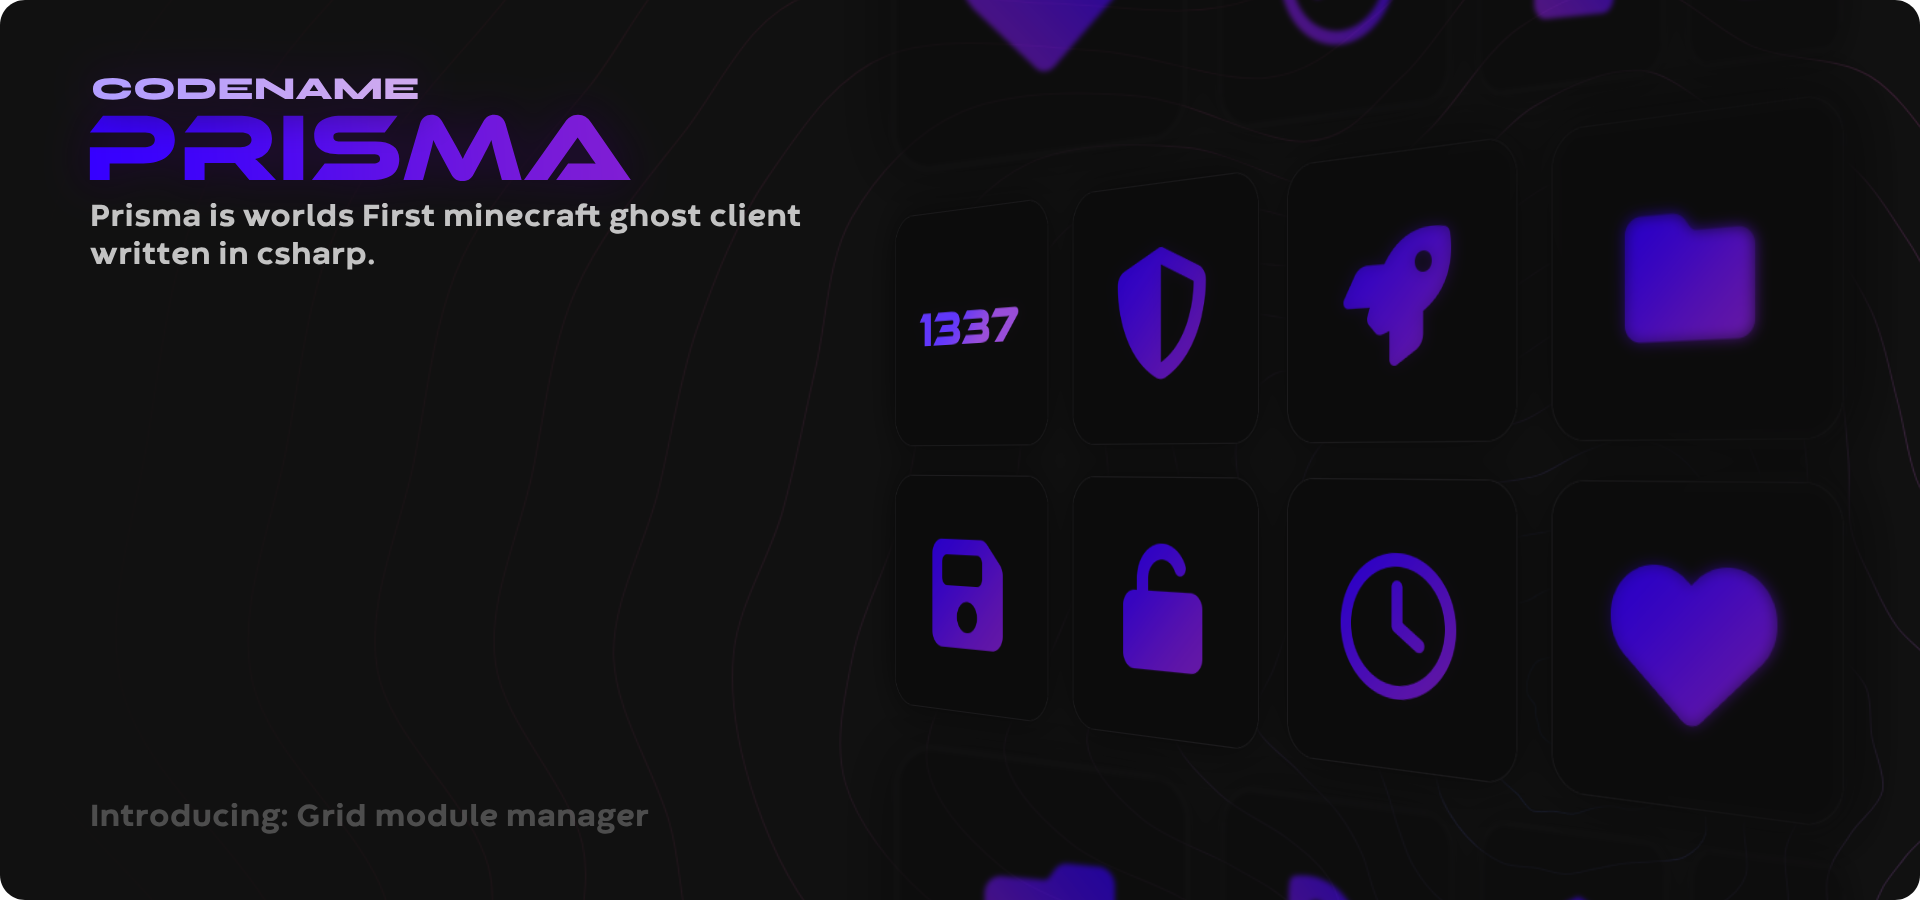 CODENAME
PRISMA
Prisma is worlds First minecraft ghost client
written in csharp.
1337
Introducing: Grid module manager